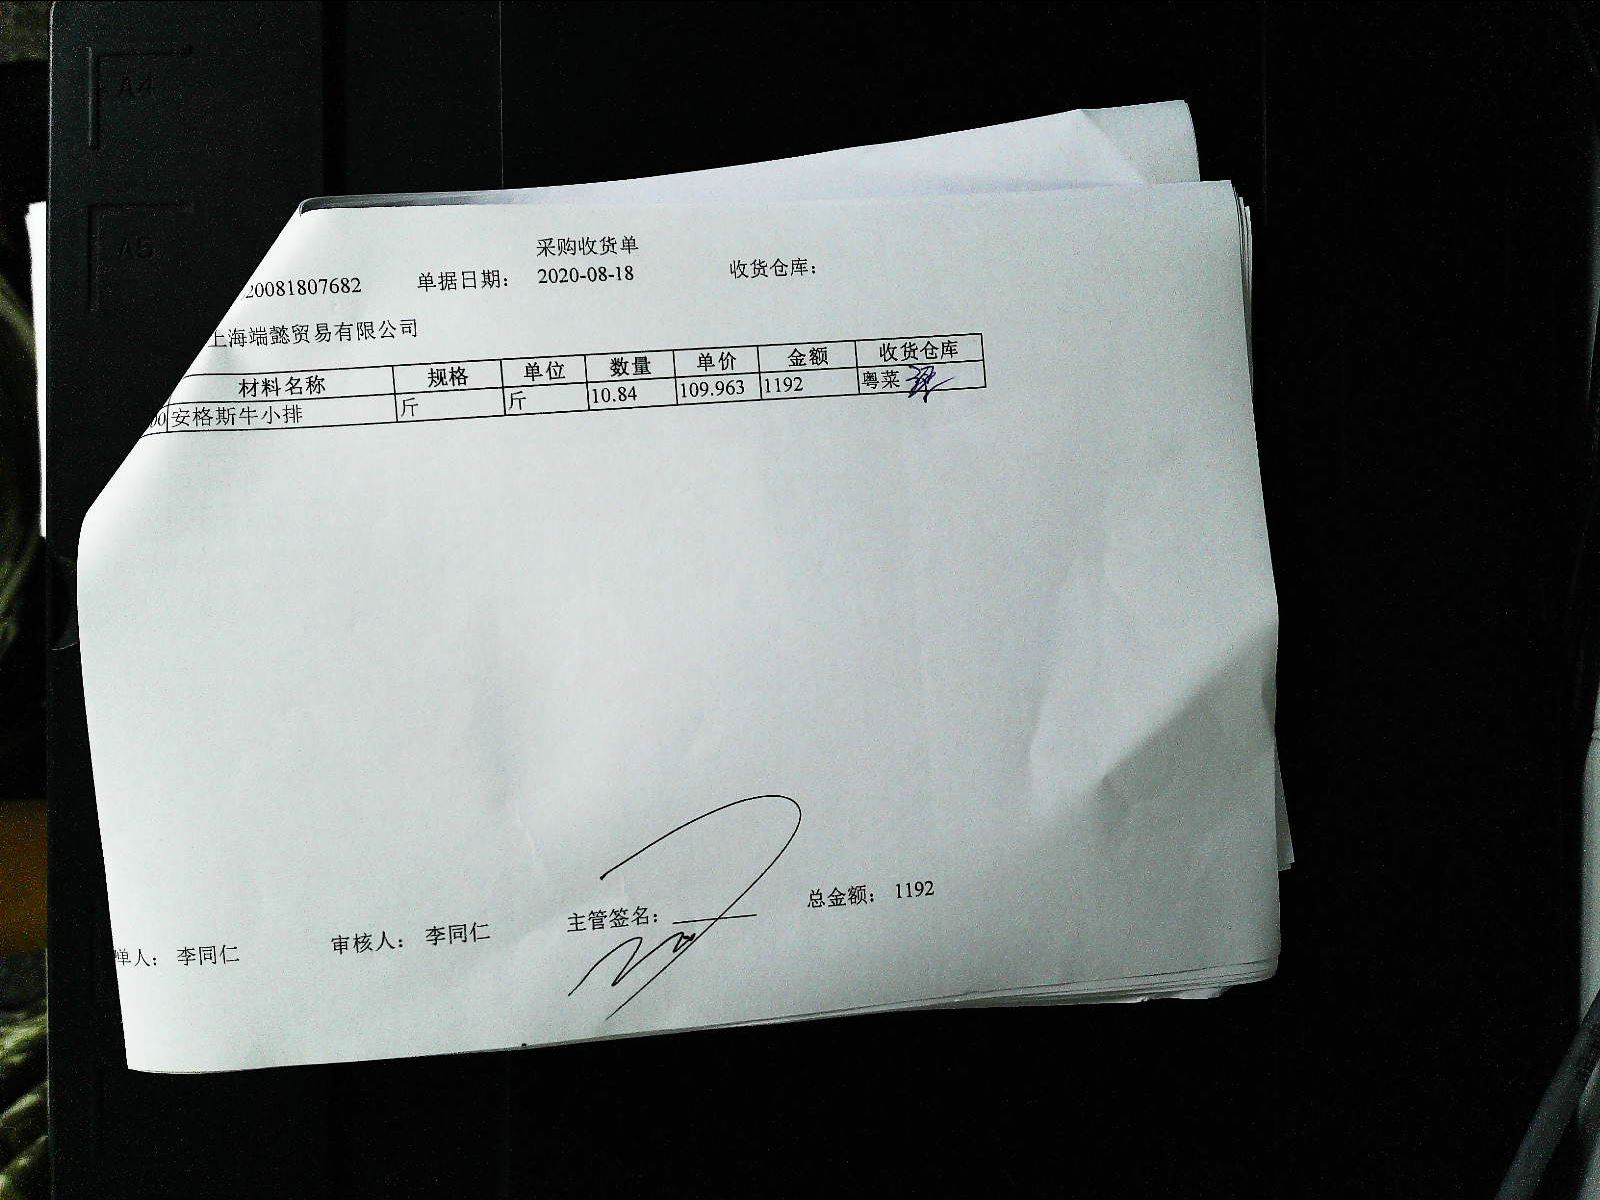 A4
A5
采购收货单
20081807682 单据日期： 2020-08-18 收货仓库：
上海端懿贸易有限公司
材料名称 规格 单位 数量 单价 金额 收货仓库
00 安格斯牛小排 斤 斤 10.84 109.963 1192 粤菜
单人： 李同仁 审核人： 李同仁 主管签名： 总金额： 1192